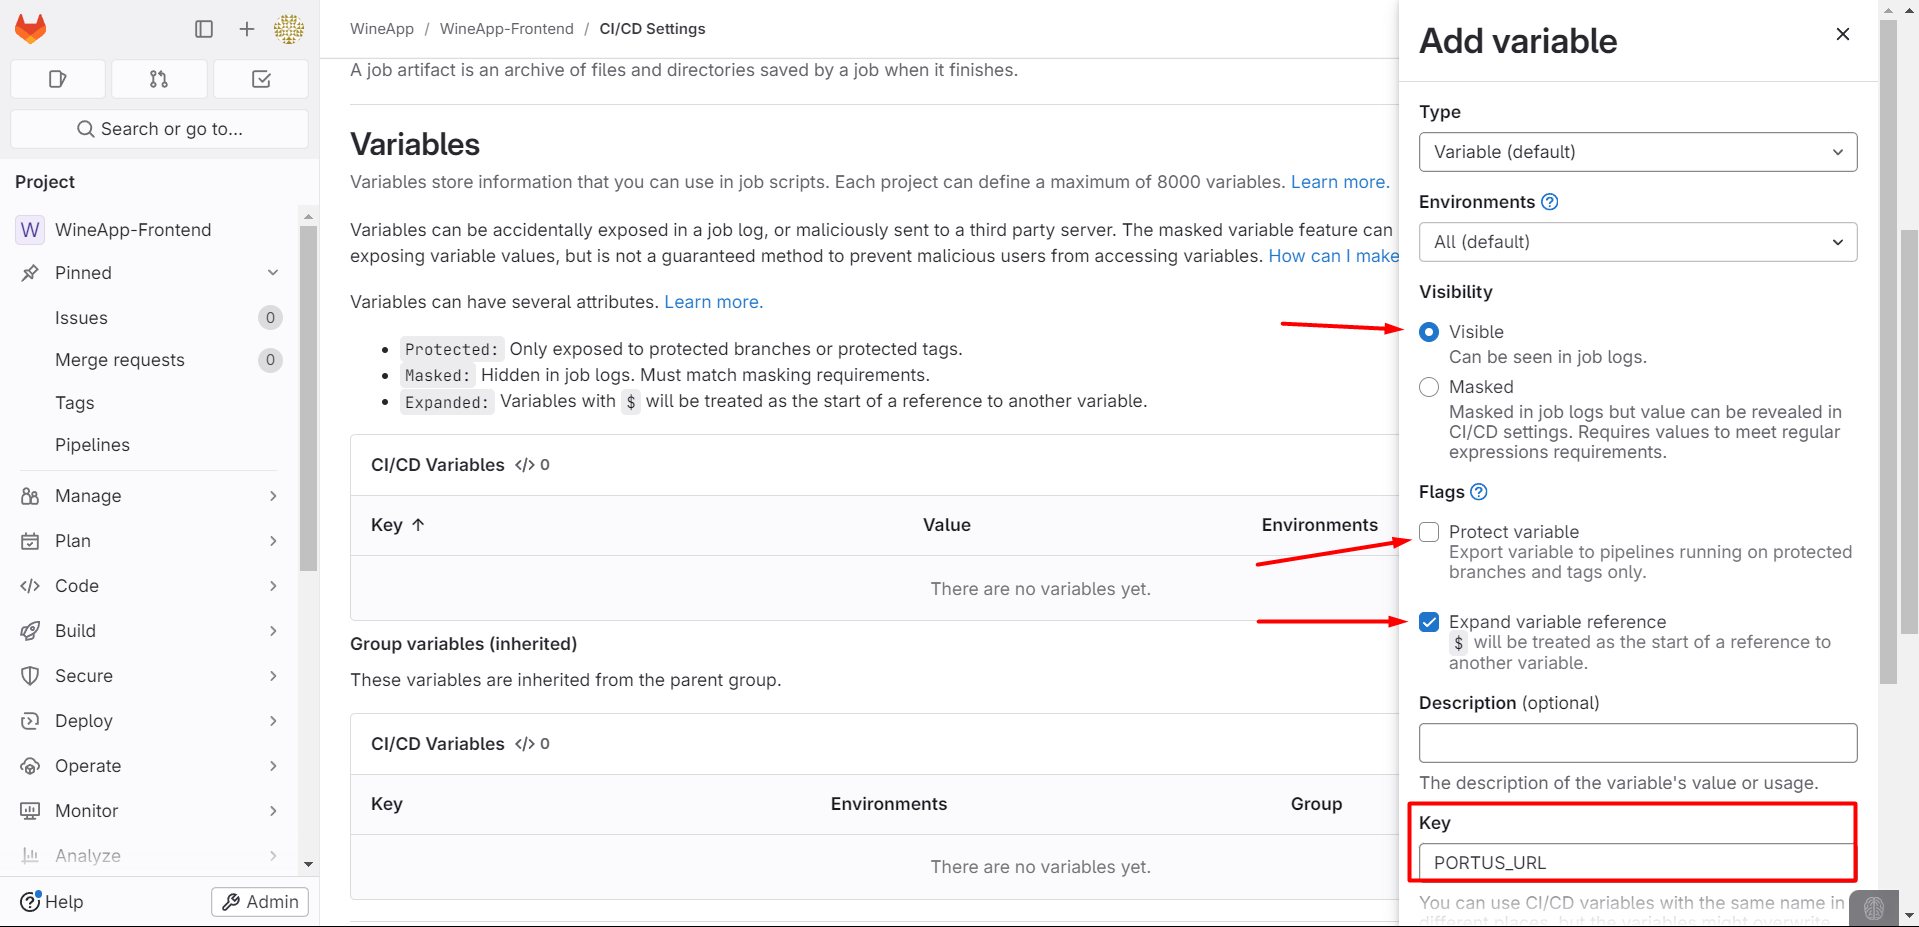 Search or go to...
Project
W WineApp-Frontend
Pinned
Issues 0
Merge requests 0
Tags
Pipelines
Manage
Plan
Code
Build
Secure
Deploy
Operate
Monitor
Analyze
Help
Admin
WineApp / WineApp-Frontend / CI/CD Settings
A job artifact is an archive of files and directories saved by a job when it finishes.
Variables
Variables store information that you can use in job scripts. Each project can define a maximum of 8000 variables. Learn more.
Variables can be accidentally exposed in a job log, or maliciously sent to a third party server. The masked variable feature can
exposing variable values, but is not a guaranteed method to prevent malicious users from accessing variables. How can I make
Variables can have several attributes. Learn more.
• Protected: Only exposed to protected branches or protected tags.
• Masked: Hidden in job logs. Must match masking requirements.
• Expanded: Variables with $ will be treated as the start of a reference to another variable.
CI/CD Variables </> 0
Key ↑ Value Environments
There are no variables yet.
Group variables (inherited)
These variables are inherited from the parent group.
CI/CD Variables </> 0
Key Environments Group
There are no variables yet.
Add variable
Type
Variable (default)
Environments ?
All (default)
Visibility
Visible
Can be seen in job logs.
Masked
Masked in job logs but value can be revealed in
CI/CD settings. Requires values to meet regular
expressions requirements.
Flags ?
Protect variable
Export variable to pipelines running on protected
branches and tags only.
Expand variable reference
$ will be treated as the start of a reference to
another variable.
Description (optional)
The description of the variable's value or usage.
Key
PORTUS_URL
You can use CI/CD variables with the same name in
different places, but the variables might overwrite